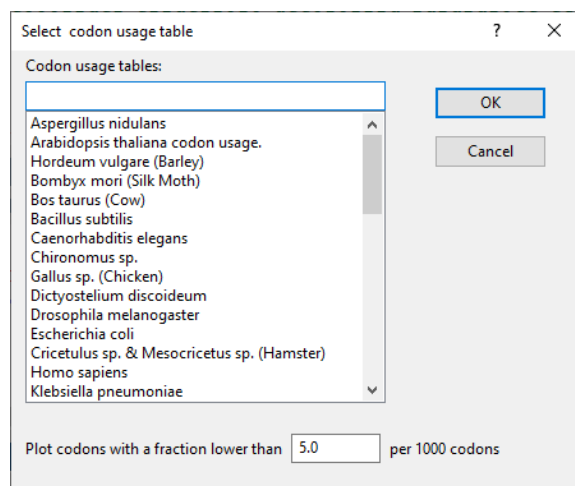 Select codon usage table
?
Codon usage tables:
OK
Cancel
Aspergillus nidulans
Arabidopsis thaliana codon usage.
Hordeum vulgare (Barley)
Bombyx mori (Silk Moth)
Bos taurus (Cow)
Bacillus subtilis
Caenorhabditis elegans
Chironomus sp.
Gallus sp. (Chicken)
Dictyostelium discoideum
Drosophila melanogaster
Escherichia coli
Cricetulus sp. & Mesocricetus sp. (Hamster)
Homo sapiens
Klebsiella pneumoniae
Plot codons with a fraction lower than 5.0 per 1000 codons